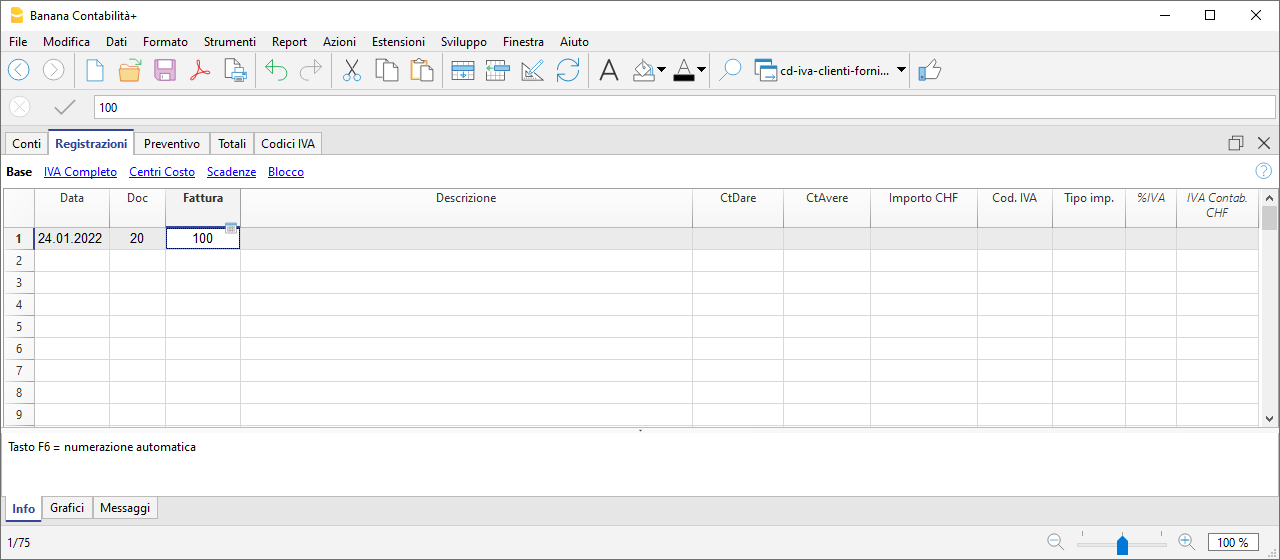 Banana Contabilità+
File Modifica Dati Formato Strumenti Report Azioni Estensioni Sviluppo Finestra Aiuto
cd-iva-clienti-forni...
100
Conti Registrazioni Preventivo Totali Codici IVA
Base IVA Completo Centri Costo Scadenze Blocco
Data Doc Fattura Descrizione CtDare CtAvere Importo CHF Cod. IVA Tipo imp. %IVA IVA Contab.
CHF
1 24.01.2022 20 100
2
3
4
5
6
7
8
9
Tasto F6 = numerazione automatica
Info Grafici Messaggi
1/75 100 %